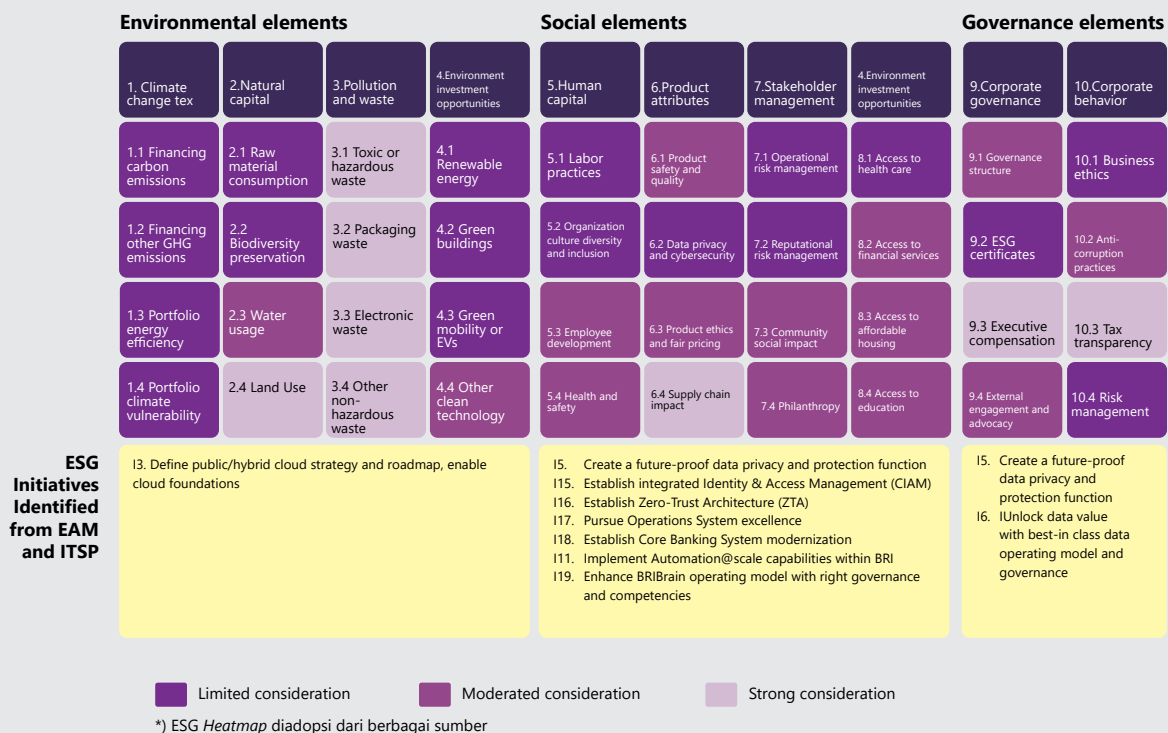 Environmental elements
Social elements
Governance elements
1. Climate
change tex
2.Natural
capital
3.Pollution
and waste
4.Environment
investment
opportunities
5.Human
capital
6.Product
attributes
7.Stakeholder
management
4.Environment
investment
opportunities
9.Corporate
governance
10.Corporate
behavior
1.1 Financing
carbon
emissions
2.1 Raw
material
consumption
3.1 Toxic or
hazardous
waste
4.1
Renewable
energy
5.1 Labor
practices
6.1 Product
safety and
quality
7.1 Operational
risk management
8.1 Access to
health care
9.1 Governance
structure
10.1 Business
ethics
1.2 Financing
other GHG
emissions
2.2
Biodiversity
preservation
3.2 Packaging
waste
4.2 Green
buildings
5.2 Organization
culture diversity
and inclusion
6.2 Data privacy
and cybersecurity
7.2 Reputational
risk management
8.2 Access to
financial services
9.2 ESG
certificates
10.2 Anti-
corruption
practices
1.3 Portfolio
energy
efficiency
2.3 Water
usage
3.3 Electronic
waste
4.3 Green
mobility or
EVs
5.3 Employee
development
6.3 Product ethics
and fair pricing
7.3 Community
social impact
8.3 Access to
affordable
housing
9.3 Executive
compensation
10.3 Tax
transparency
1.4 Portfolio
climate
vulnerability
2.4 Land Use
3.4 Other
non-
hazardous
waste
4.4 Other
clean
technology
5.4 Health and
safety
6.4 Supply chain
impact
7.4 Philanthropy
8.4 Access to
education
9.4 External
engagement and
advocacy
10.4 Risk
management
ESG
Initiatives
Identified
from EAM
and ITSP
I3. Define public/hybrid cloud strategy and roadmap, enable
cloud foundations
I5. Create a future-proof data privacy and protection function
I15. Establish integrated Identity & Access Management (CIAM)
I16. Establish Zero-Trust Architecture (ZTA)
I17. Pursue Operations System excellence
I18. Establish Core Banking System modernization
I11. Implement Automation@scale capabilities within BRI
I19. Enhance BRIBrain operating model with right governance
and competencies
I5. Create a future-proof
data privacy and
protection function
I6. IUnlock data value
with best-in class data
operating model and
governance
Limited consideration
Moderated consideration
Strong consideration
*) ESG Heatmap diadopsi dari berbagai sumber